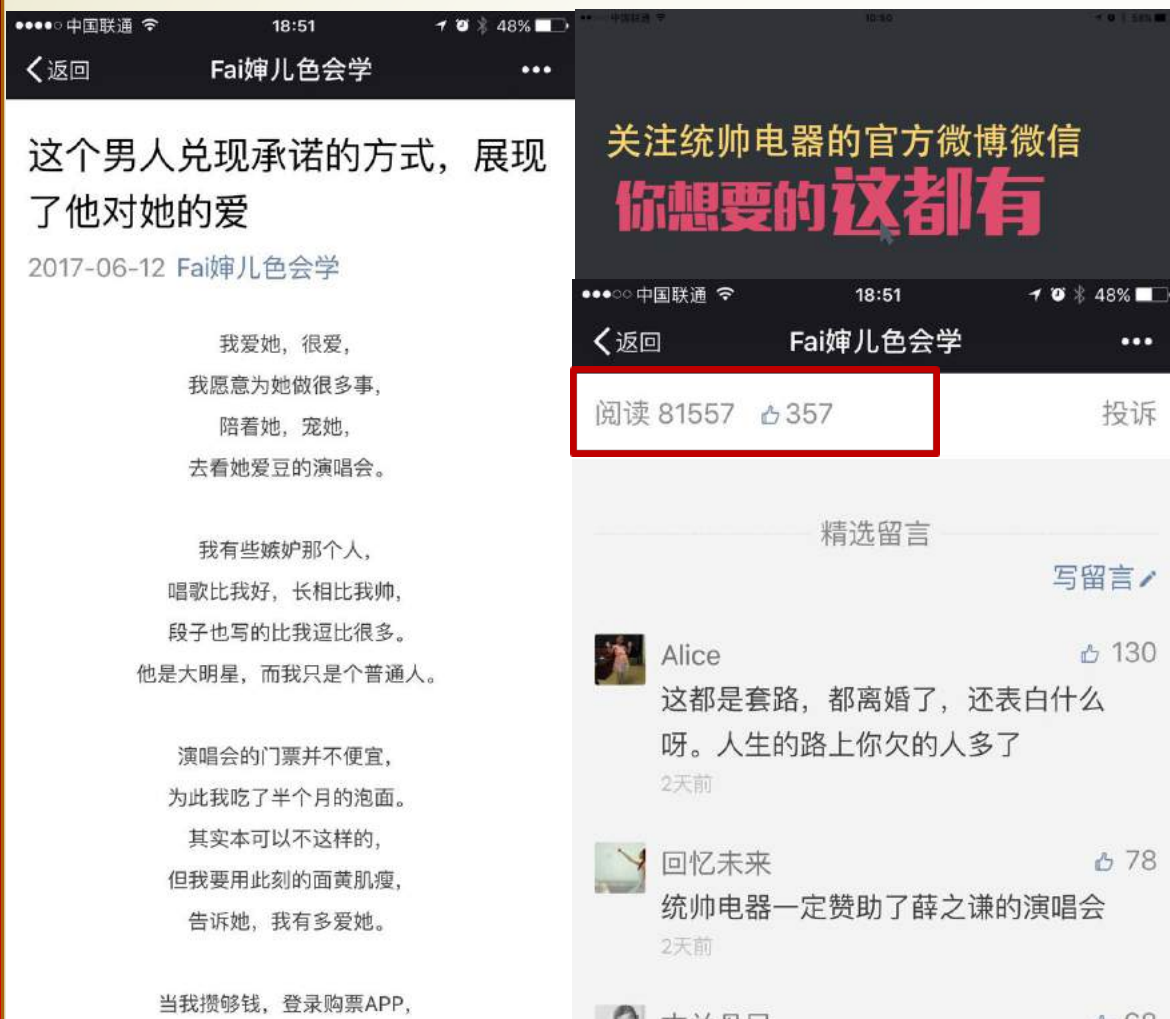 中国联通 18:51 48%
返回 Fai婶儿色会学
这个男人兑现承诺的方式，展现
了他对她的爱
2017-06-12 Fai婶儿色会学
我爱她，很爱，
我愿意为她做很多事，
陪着她，宠她，
去看她爱豆的演唱会。
我有些嫉妒那个人，
唱歌比我好，长相比我帅，
段子也写的比我逗比很多。
他是大明星，而我只是个普通人。
演唱会的门票并不便宜，
为此我吃了半个月的泡面。
其实本可以不这样的，
但我要用此刻的面黄肌瘦，
告诉她，我有多爱她。
当我攒够钱，登录购票APP，
关注统帅电器的官方微博微信
你想要的这都有
中国联通 18:51 48%
返回 Fai婶儿色会学
阅读 81557 357 投诉
精选留言
写留言
Alice 130
这都是套路，都离婚了，还表白什么
呀。人生的路上你欠的人多了
2天前
回忆未来 78
统帅电器一定赞助了薛之谦的演唱会
2天前